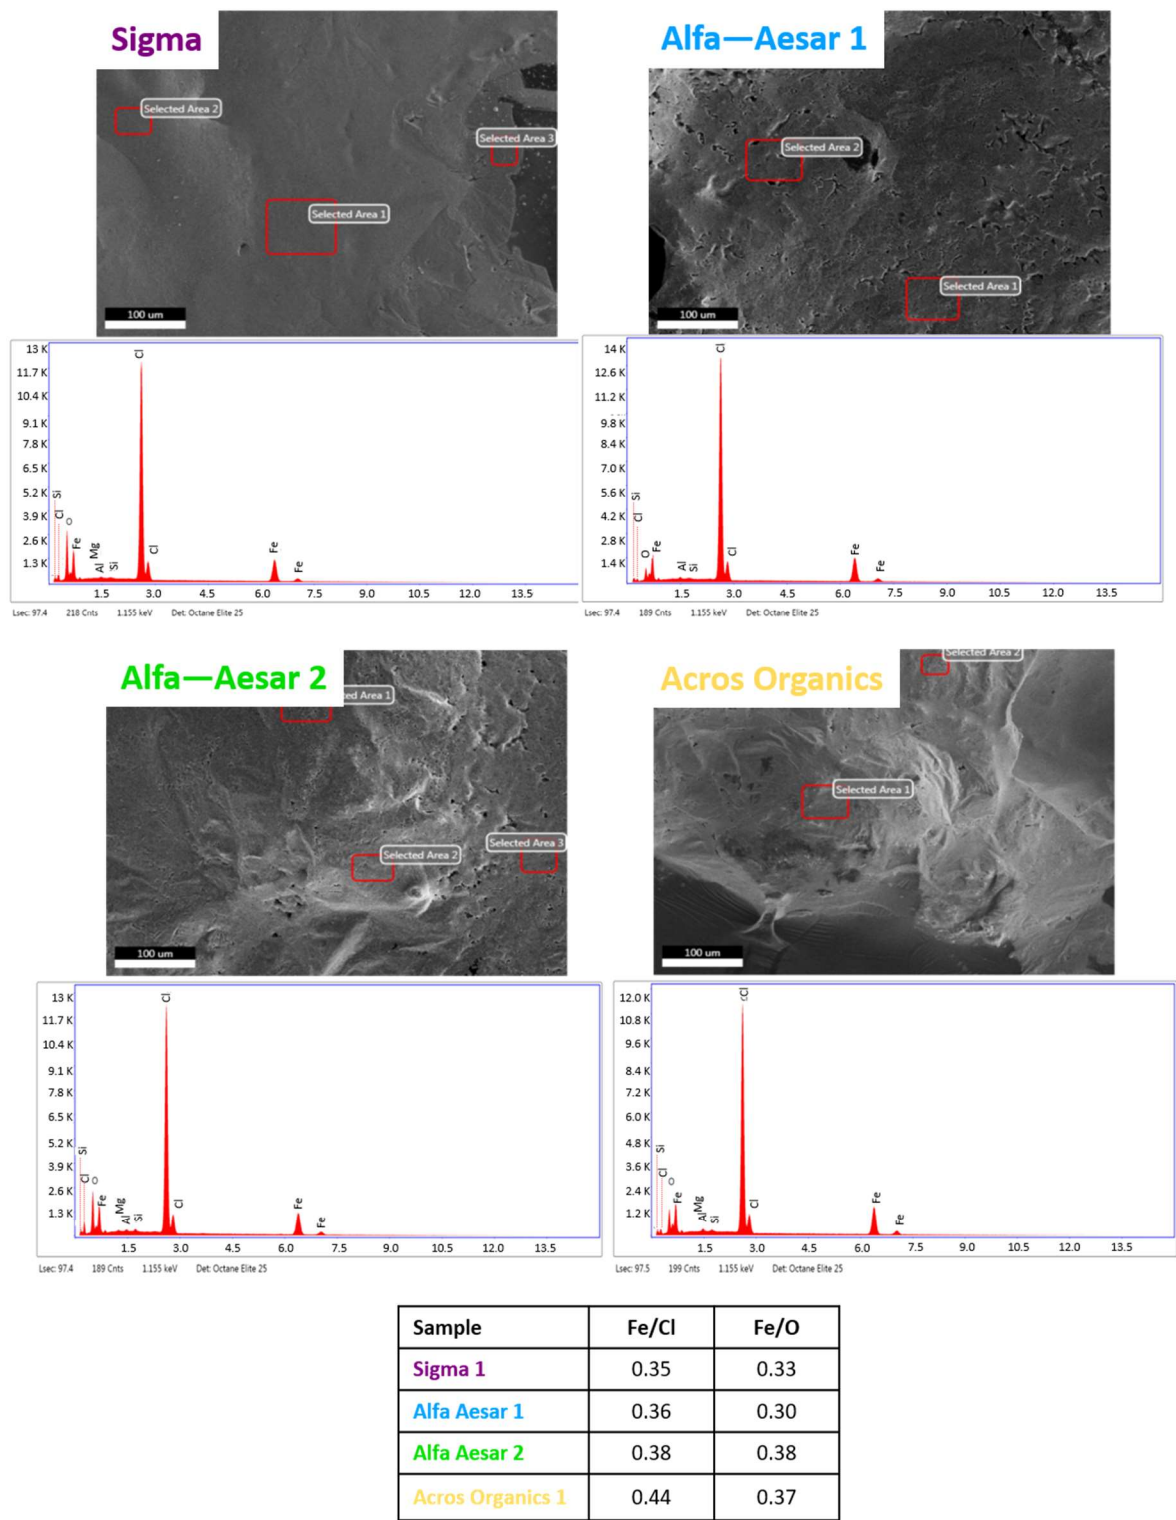 Sigma
Selected Area 2
Selected Area 3
Selected Area 1
100 um
Alfa—Aesar 1
Selected Area 2
Selected Area 1
100 um
13 K
11.7 K
10.4 K
9.1 K
7.8 K
6.5 K
5.2 K
3.9 K
2.6 K
1.3 K
Si
Cl
O
Fe
Mg
Al
Si
Cl
Cl
Fe
Fe
1.5 3.0 4.5 6.0 7.5 9.0 10.5 12.0 13.5
Lsec: 97.4 218 Cnts 1.155 keV Det: Octane Elite 25
14 K
12.6 K
11.2 K
9.8 K
8.4 K
7.0 K
5.6 K
4.2 K
2.8 K
1.4 K
Si
Cl
O
Fe
Al
Si
Cl
Cl
Fe
Fe
1.5 3.0 4.5 6.0 7.5 9.0 10.5 12.0 13.5
Lsec: 97.4 189 Cnts 1.155 keV Det: Octane Elite 25
Alfa—Aesar 2
ted Area 1
Selected Area 2
Selected Area 3
100 um
Acros Organics
Selected Area 2
Selected Area 1
100 um
13 K
11.7 K
10.4 K
9.1 K
7.8 K
6.5 K
5.2 K
3.9 K
2.6 K
1.3 K
Si
Cl
O
Fe
Mg
Al
Si
Cl
Cl
Fe
Fe
1.5 3.0 4.5 6.0 7.5 9.0 10.5 12.0 13.5
Lsec: 97.4 189 Cnts 1.155 keV Det: Octane Elite 25
12.0 K
10.8 K
9.6 K
8.4 K
7.2 K
6.0 K
4.8 K
3.6 K
2.4 K
1.2 K
Si
Cl
O
Fe
Mg
Al
Si
Cl
Cl
Fe
Fe
1.5 3.0 4.5 6.0 7.5 9.0 10.5 12.0 13.5
Lsec: 97.5 199 Cnts 1.155 keV Det: Octane Elite 25
Sample Fe/Cl Fe/O
Sigma 1 0.35 0.33
Alfa Aesar 1 0.36 0.30
Alfa Aesar 2 0.38 0.38
Acros Organics 1 0.44 0.37